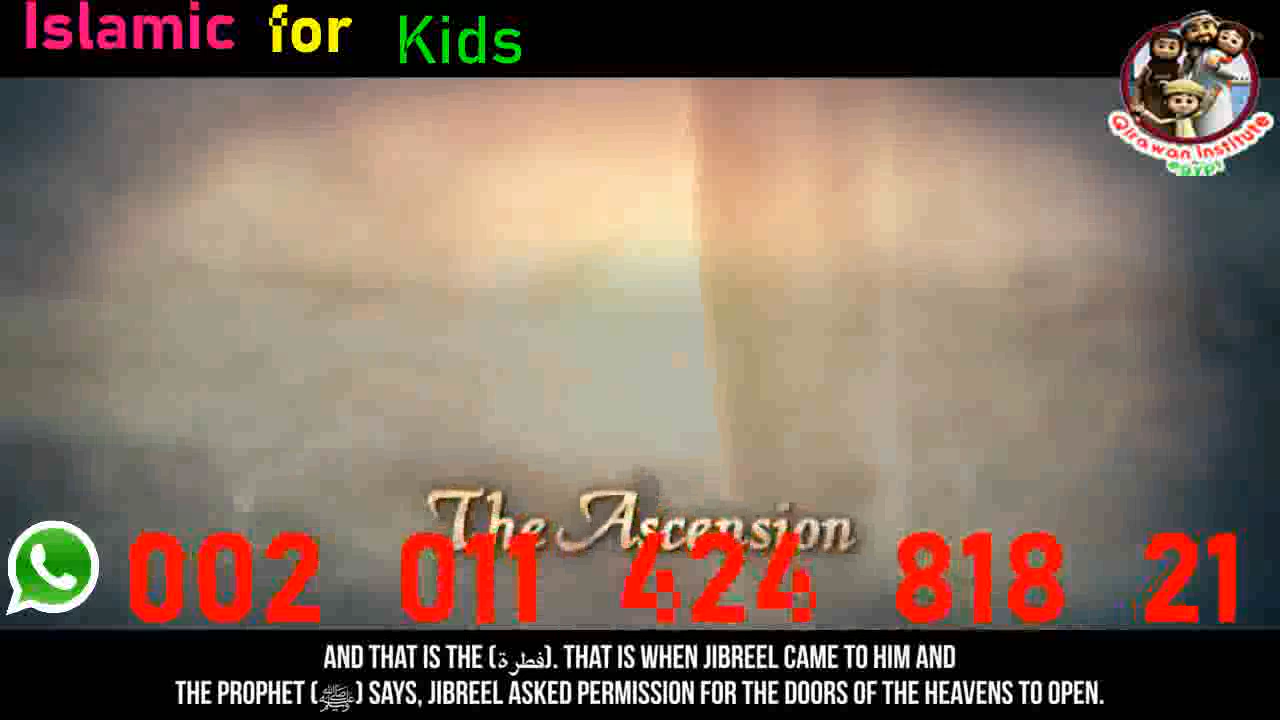 Islamic for Kids
Qirawan Institute
egypt
The Ascension
002 011 424 818 21
AND THAT IS THE (فطرة). THAT IS WHEN JIBREEL CAME TO HIM AND
THE PROPHET (ﷺ) SAYS, JIBREEL ASKED PERMISSION FOR THE DOORS OF THE HEAVENS TO OPEN.